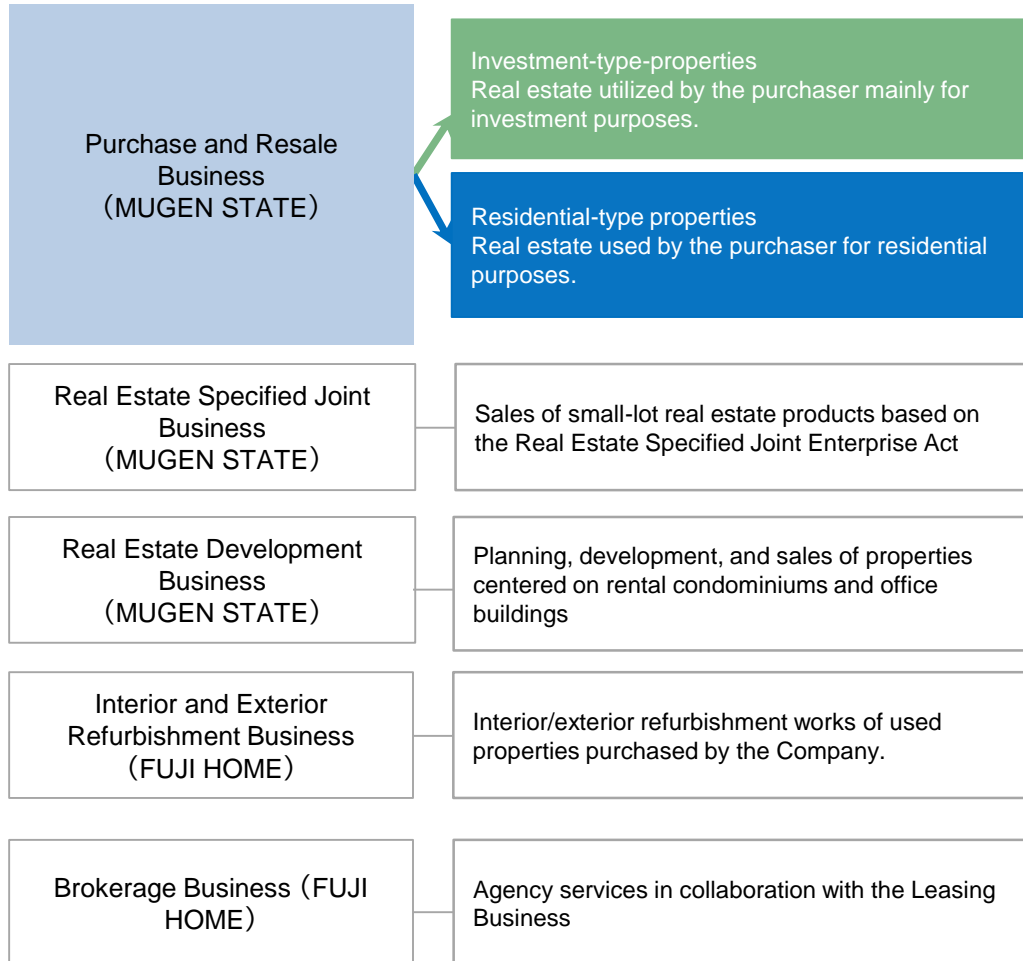 Purchase and Resale
Business
（MUGEN STATE）
Investment-type-properties
Real estate utilized by the purchaser mainly for
investment purposes.
Residential-type properties
Real estate used by the purchaser for residential
purposes.
Real Estate Specified Joint
Business
（MUGEN STATE）
Sales of small-lot real estate products based on
the Real Estate Specified Joint Enterprise Act
Real Estate Development
Business
（MUGEN STATE）
Planning, development, and sales of properties
centered on rental condominiums and office
buildings
Interior and Exterior
Refurbishment Business
（FUJI HOME）
Interior/exterior refurbishment works of used
properties purchased by the Company.
Brokerage Business（FUJI
HOME）
Agency services in collaboration with the Leasing
Business